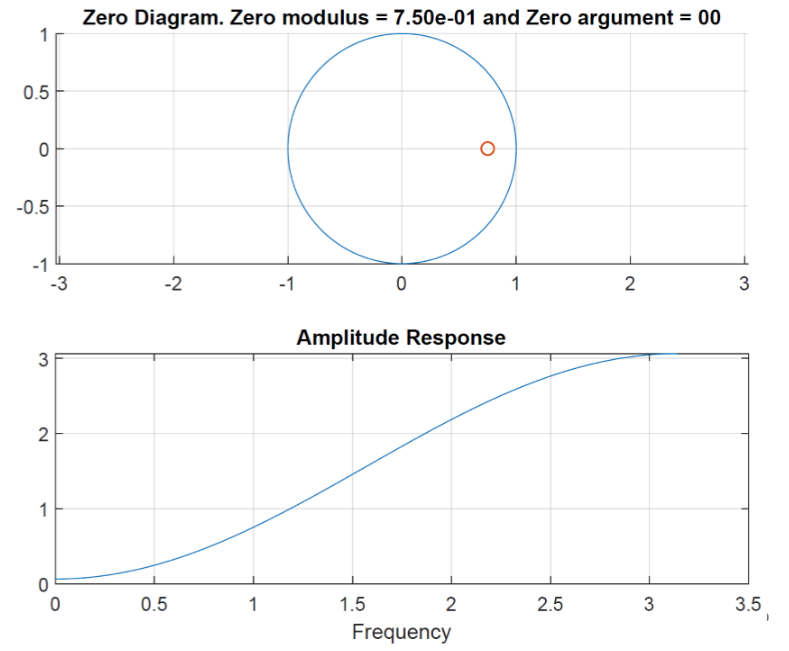 Zero Diagram. Zero modulus = 7.50e-01 and Zero argument = 00
1
0.5
0
-0.5
-1
-3 -2 -1 0 1 2 3
Amplitude Response
3
2
1
0
0 0.5 1 1.5 2 2.5 3 3.5
Frequency